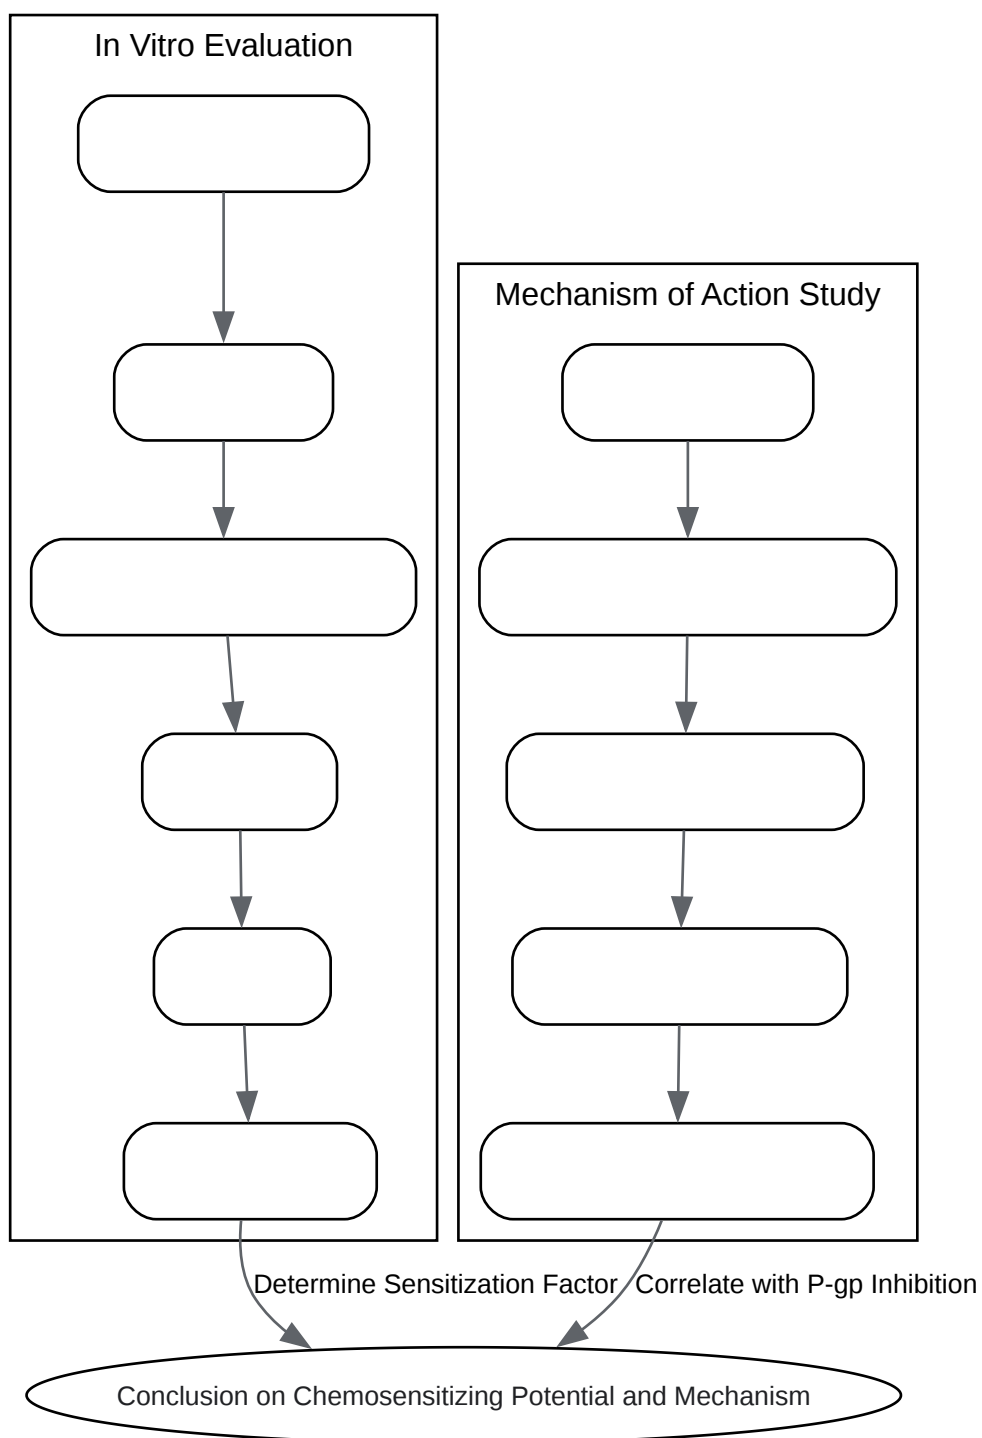 In Vitro Evaluation
Mechanism of Action Study
Determine Sensitization Factor
Correlate with P-gp Inhibition
Conclusion on Chemosensitizing Potential and Mechanism